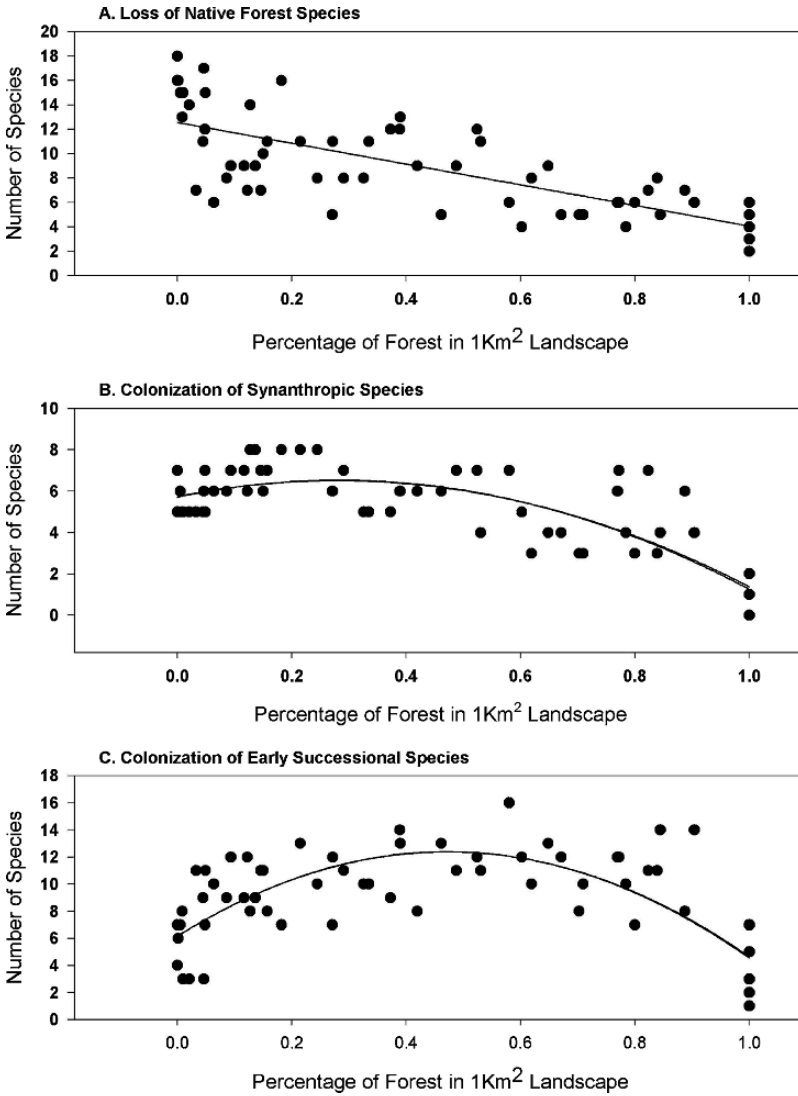 A. Loss of Native Forest Species
20
18
16
14
12
10
8
6
4
2
0
Number of Species
0.0 0.2 0.4 0.6 0.8 1.0
Percentage of Forest in 1Km2 Landscape
B. Colonization of Synanthropic Species
10
8
6
4
2
0
Number of Species
0.0 0.2 0.4 0.6 0.8 1.0
Percentage of Forest in 1Km2 Landscape
C. Colonization of Early Successional Species
18
16
14
12
10
8
6
4
2
0
Number of Species
0.0 0.2 0.4 0.6 0.8 1.0
Percentage of Forest in 1Km2 Landscape